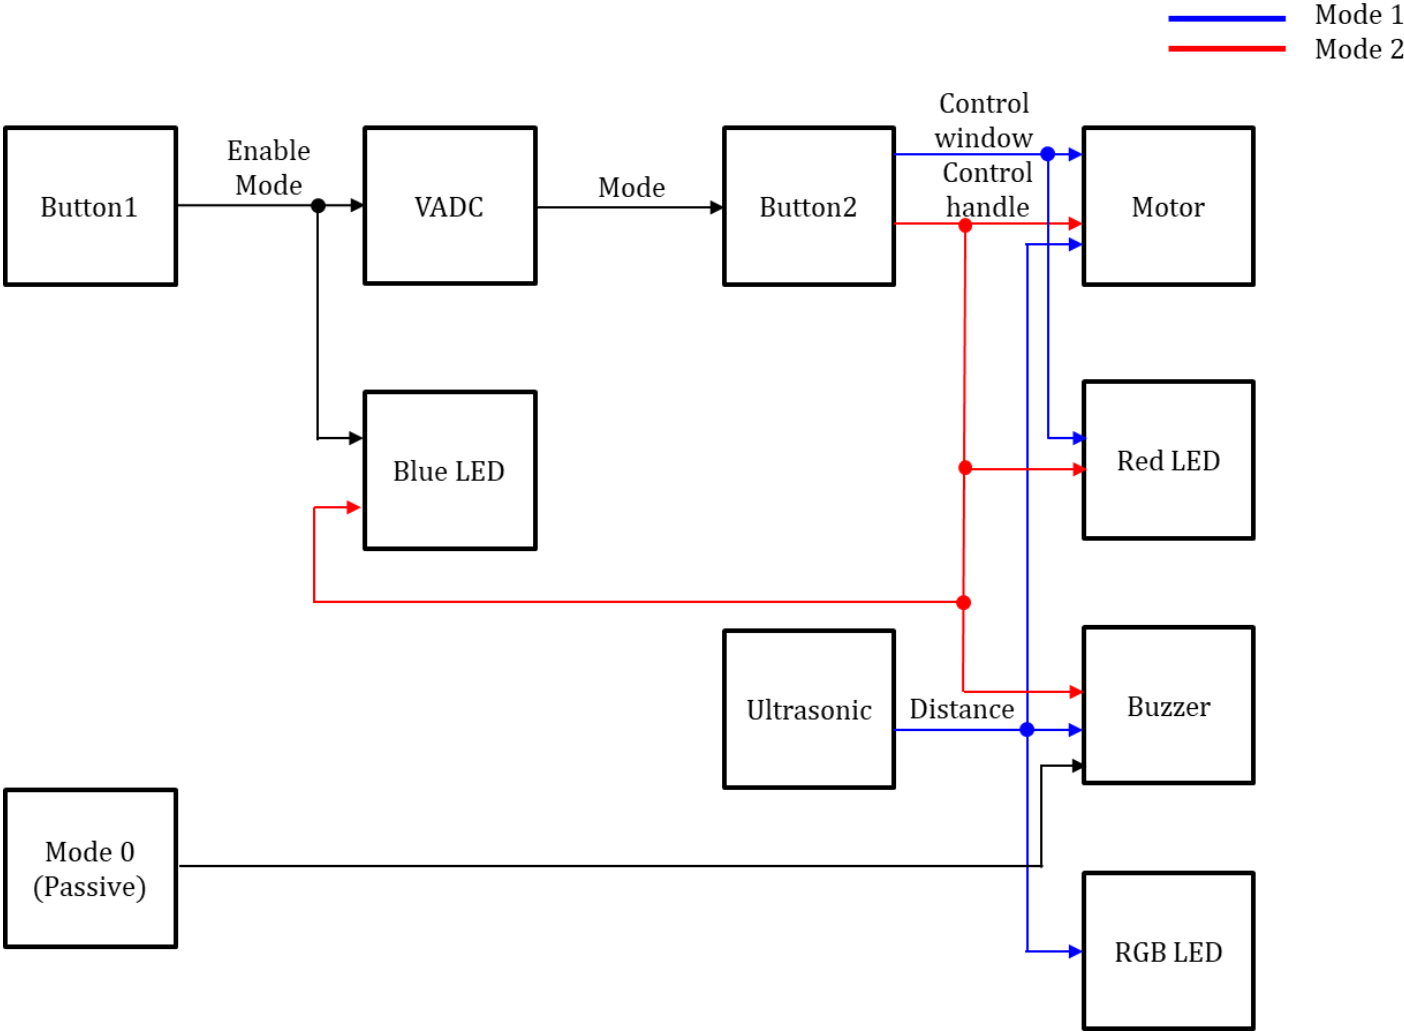 Mode 1
Mode 2
Control
window
Control
handle
Enable
Mode
Mode
Button1
VADC
Button2
Motor
Blue LED
Red LED
Ultrasonic
Distance
Buzzer
Mode 0
(Passive)
RGB LED